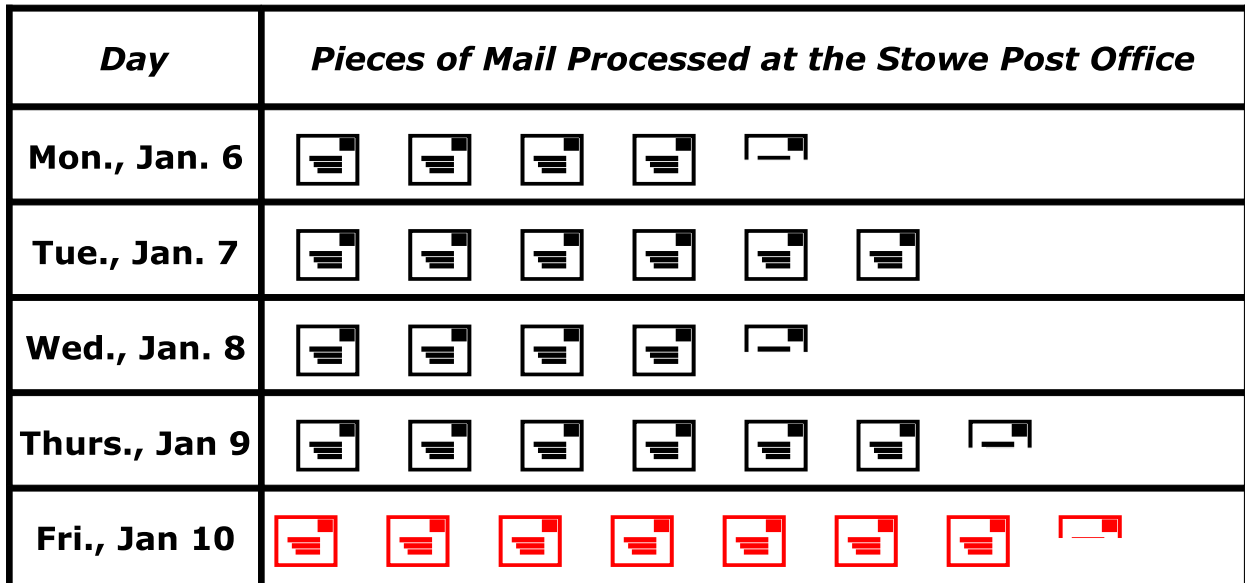 Day
Pieces of Mail Processed at the Stowe Post Office
Mon., Jan. 6
Tue., Jan. 7
Wed., Jan. 8
Thurs., Jan 9
Fri., Jan 10